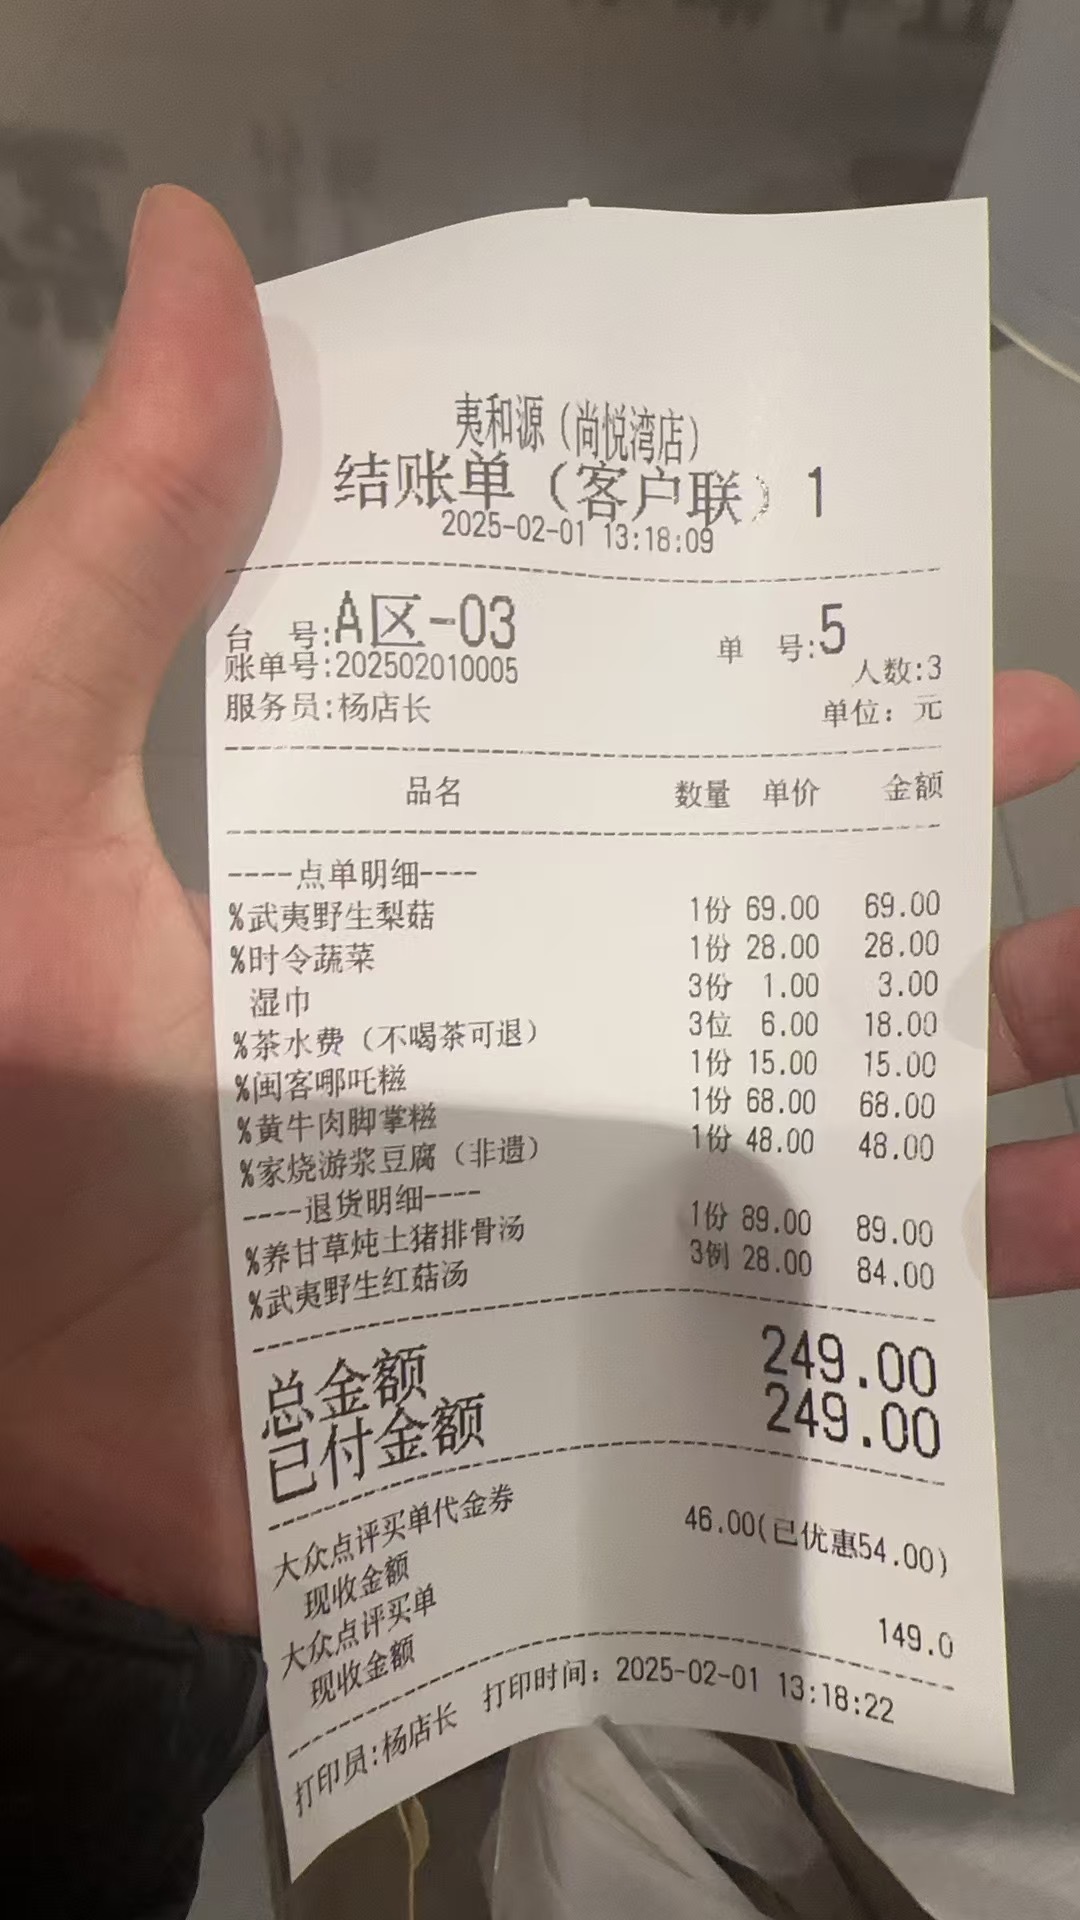 夷和源（尚悦湾店）
结账单（客户联）1
2025-02-01 13:18:09
台 号:A区-03 单 号:5
账单号:202502010005 人数:3
服务员:杨店长 单位：元
品名 数量 单价 金额
----点单明细----
%武夷野生梨菇 1份 69.00 69.00
%时令蔬菜 1份 28.00 28.00
湿巾 3份 1.00 3.00
%茶水费（不喝茶可退） 3位 6.00 18.00
%闽客哪吒糍 1份 15.00 15.00
%黄牛肉脚掌糍 1份 68.00 68.00
%家烧游浆豆腐（非遗） 1份 48.00 48.00
----退货明细----
%养甘草炖土猪排骨汤 1份 89.00 89.00
%武夷野生红菇汤 3例 28.00 84.00
总金额 249.00
已付金额 249.00
大众点评买单代金券
现收金额 46.00(已优惠54.00)
大众点评买单
现收金额 149.0
打印员:杨店长 打印时间：2025-02-01 13:18:22